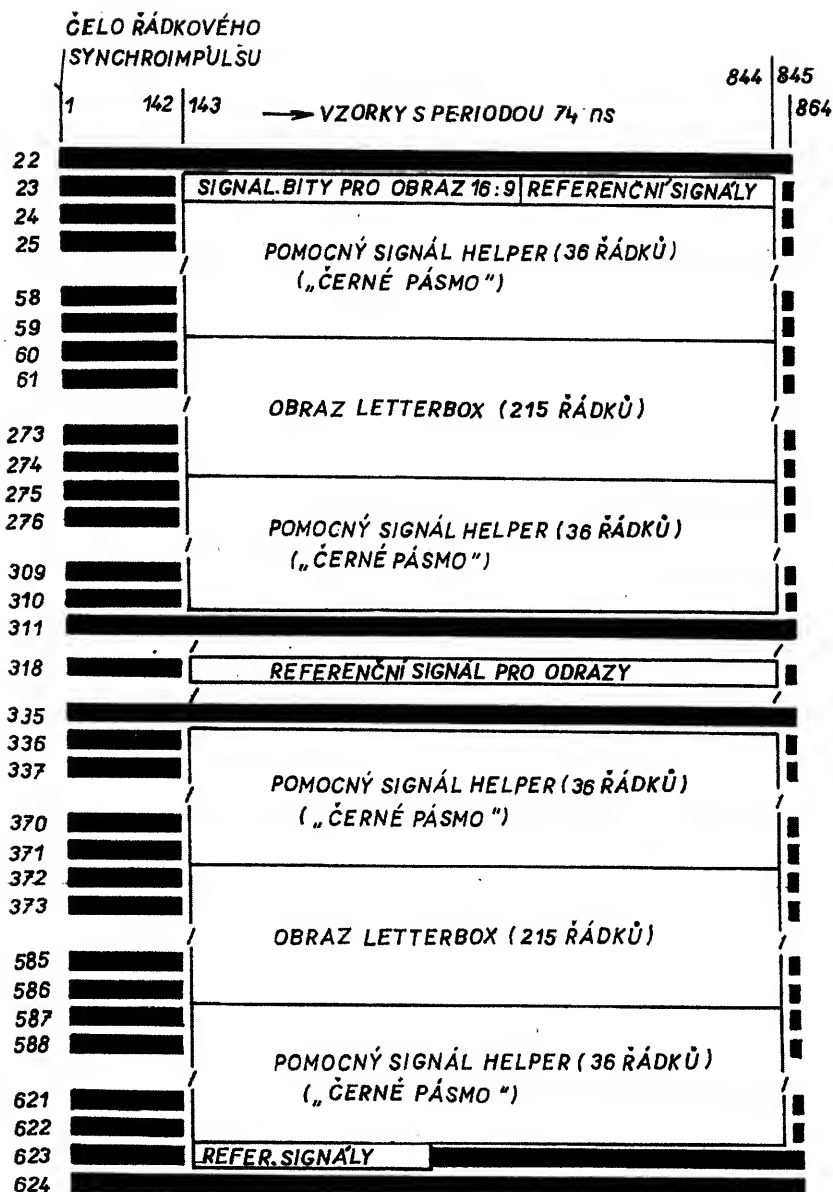 ČELO ŘÁDKOVÉHO
SYNCHROIMPULSU
844 845
1 142 143 → VZORKY S PERIODOU 74 ns 864
22
23 SIGNAL. BITY PRO OBRAZ 16:9 REFERENČNÍ SIGNÁLY
24
25 POMOCNÝ SIGNÁL HELPER (36 ŘÁDKŮ)
(„ČERNÉ PÁSMO")
58
59
60
61
OBRAZ LETTERBOX (215 ŘÁDKŮ)
273
274
275
276
POMOCNÝ SIGNÁL HELPER (36 ŘÁDKŮ)
(„ČERNÉ PÁSMO")
309
310
311
318 REFERENČNÍ SIGNÁL PRO ODRAZY
335
336
337
POMOCNÝ SIGNÁL HELPER (36 ŘÁDKŮ)
(„ČERNÉ PÁSMO")
370
371
372
373
OBRAZ LETTERBOX (215 ŘÁDKŮ)
585
586
587
588
POMOCNÝ SIGNÁL HELPER (36 ŘÁDKŮ)
(„ČERNÉ PÁSMO")
621
622
623 REFER. SIGNÁLY
624